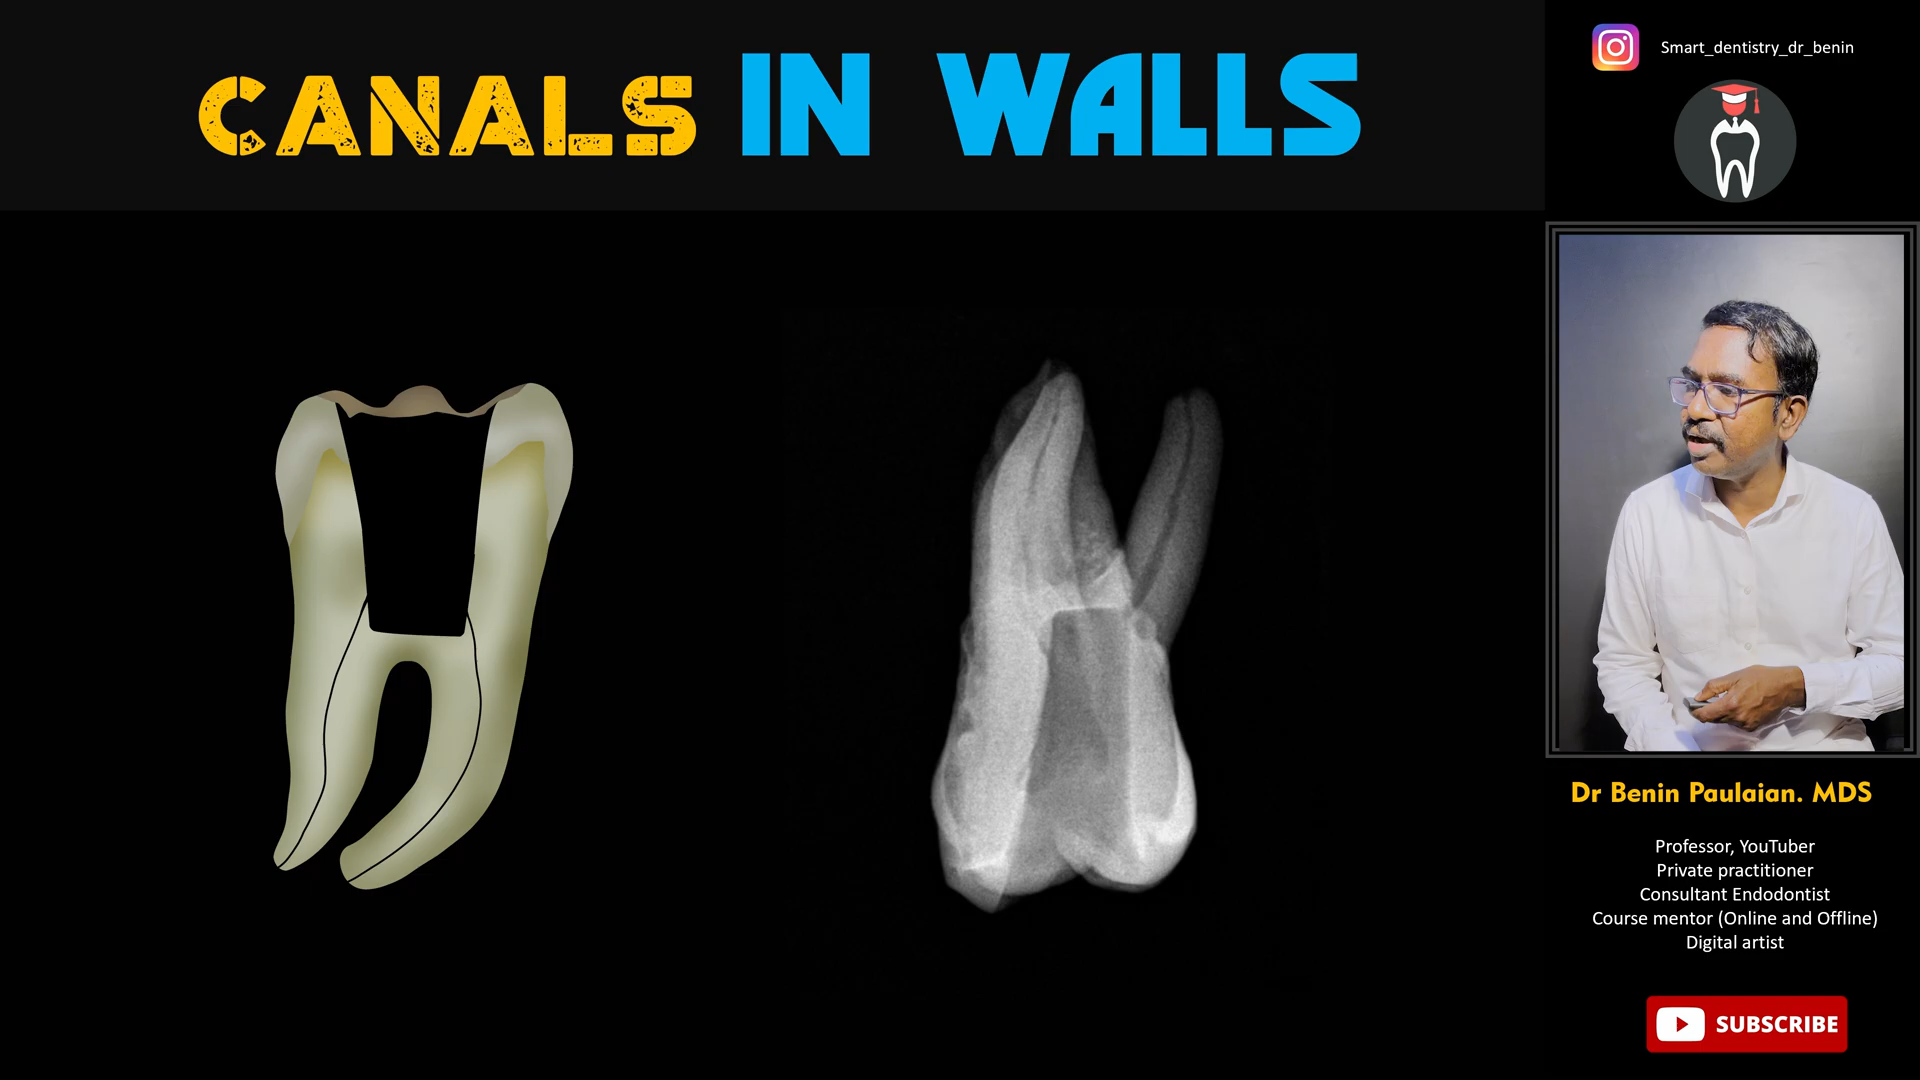 CANALS IN WALLS
Smart_dentistry_dr_benin
Dr Benin Paulaian. MDS
Professor, YouTuber
Private practitioner
Consultant Endodontist
Course mentor (Online and Offline)
Digital artist
SUBSCRIBE